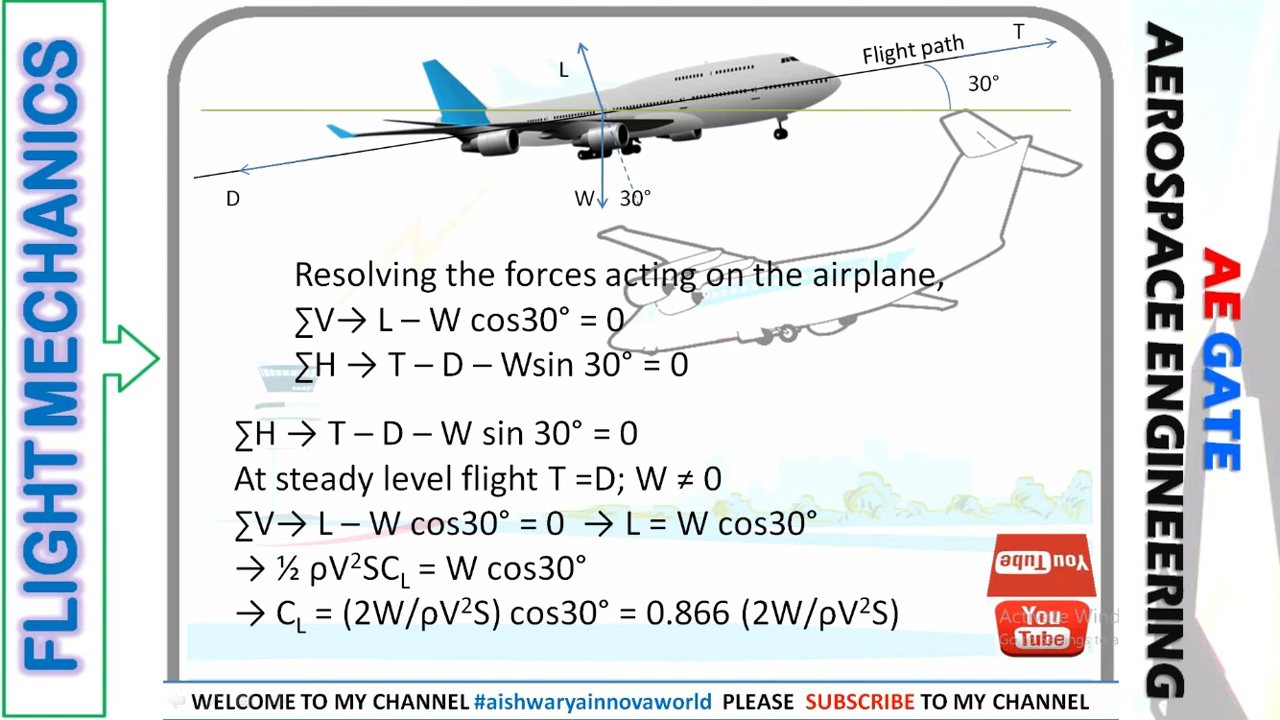 FLIGHT MECHANICS
L
Flight path
T
30°
D
W
30°
Resolving the forces acting on the airplane,
∑V→ L – W cos30° = 0
∑H → T – D – Wsin 30° = 0
∑H → T – D – W sin 30° = 0
At steady level flight T =D; W ≠ 0
∑V→ L – W cos30° = 0 → L = W cos30°
→ ½ ρV²SC_L = W cos30°
→ C_L = (2W/ρV²S) cos30° = 0.866 (2W/ρV²S)
You Tube
You
Tube
WELCOME TO MY CHANNEL #aishwaryainnovaworld PLEASE SUBSCRIBE TO MY CHANNEL
AEROSPACE ENGINEERING
AE GATE